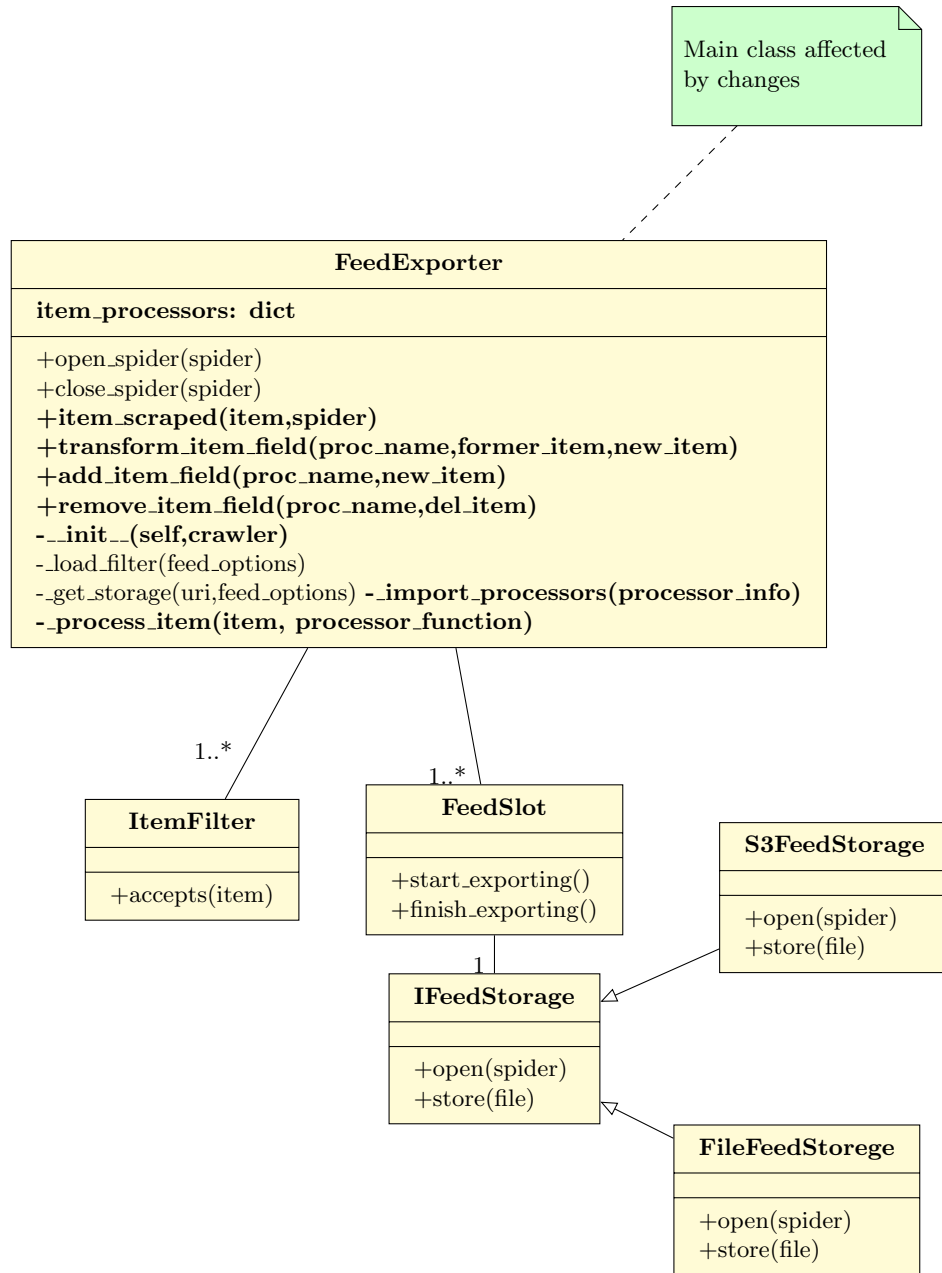 Main class affected
by changes
FeedExporter
item_processors: dict
+open_spider(spider)
+close_spider(spider)
+item_scraped(item,spider)
+transform_item_field(proc_name,former_item,new_item)
+add_item_field(proc_name,new_item)
+remove_item_field(proc_name,del_item)
-__init__(self,crawler)
-_load_filter(feed_options)
-_get_storage(uri,feed_options) -_import_processors(processor_info)
-_process_item(item, processor_function)
1..*
1..*
ItemFilter
+accepts(item)
FeedSlot
+start_exporting()
+finish_exporting()
S3FeedStorage
+open(spider)
+store(file)
1
IFeedStorage
+open(spider)
+store(file)
FileFeedStorege
+open(spider)
+store(file)